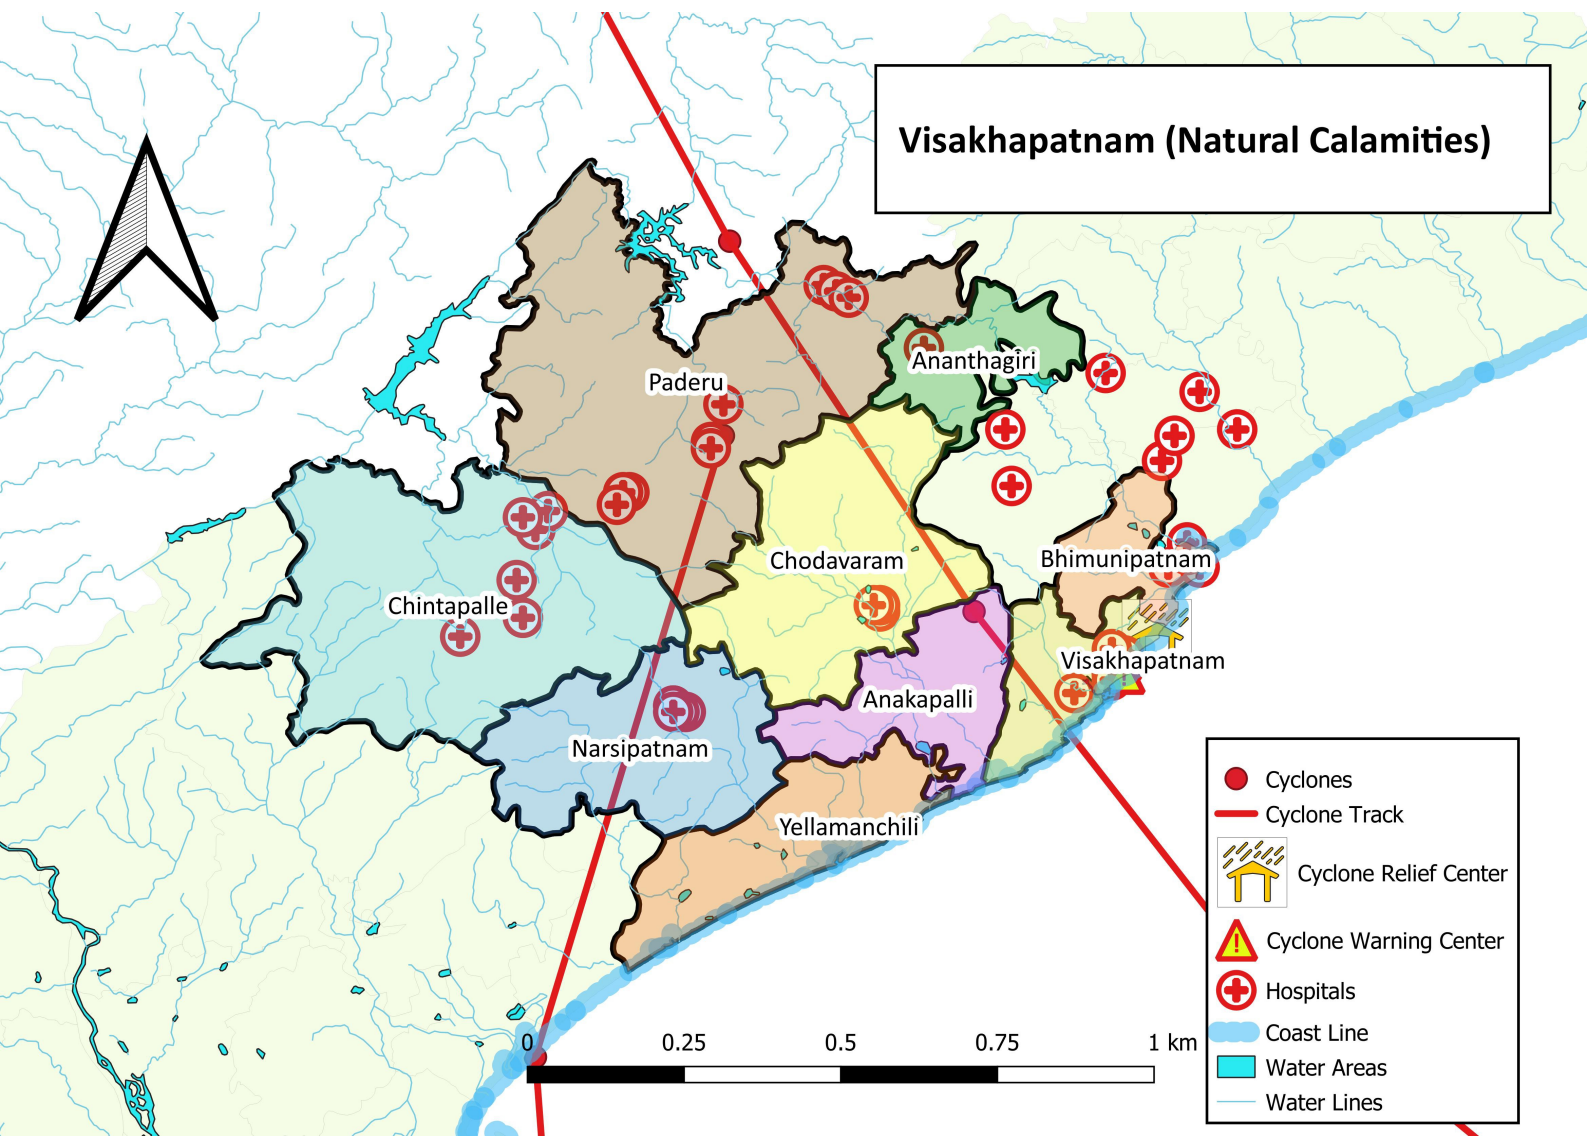 Visakhapatnam (Natural Calamities)
Ananthagiri
Paderu
Chodavaram
Bhimunipatnam
Chintapalle
Visakhapatnam
Anakapalli
Narsipatnam
Yellamanchili
Cyclones
Cyclone Track
Cyclone Relief Center
Cyclone Warning Center
Hospitals
Coast Line
Water Areas
Water Lines
0 0.25 0.5 0.75 1 km